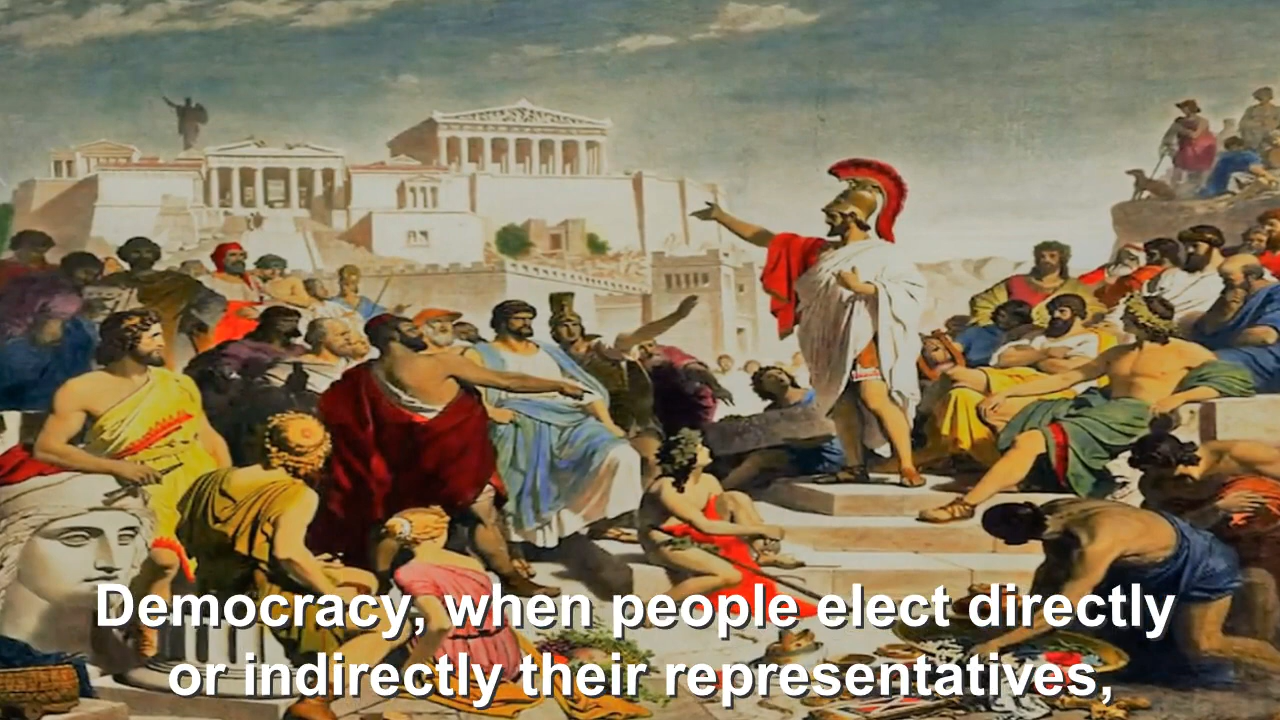 Democracy, when people elect directly
or indirectly their representatives,